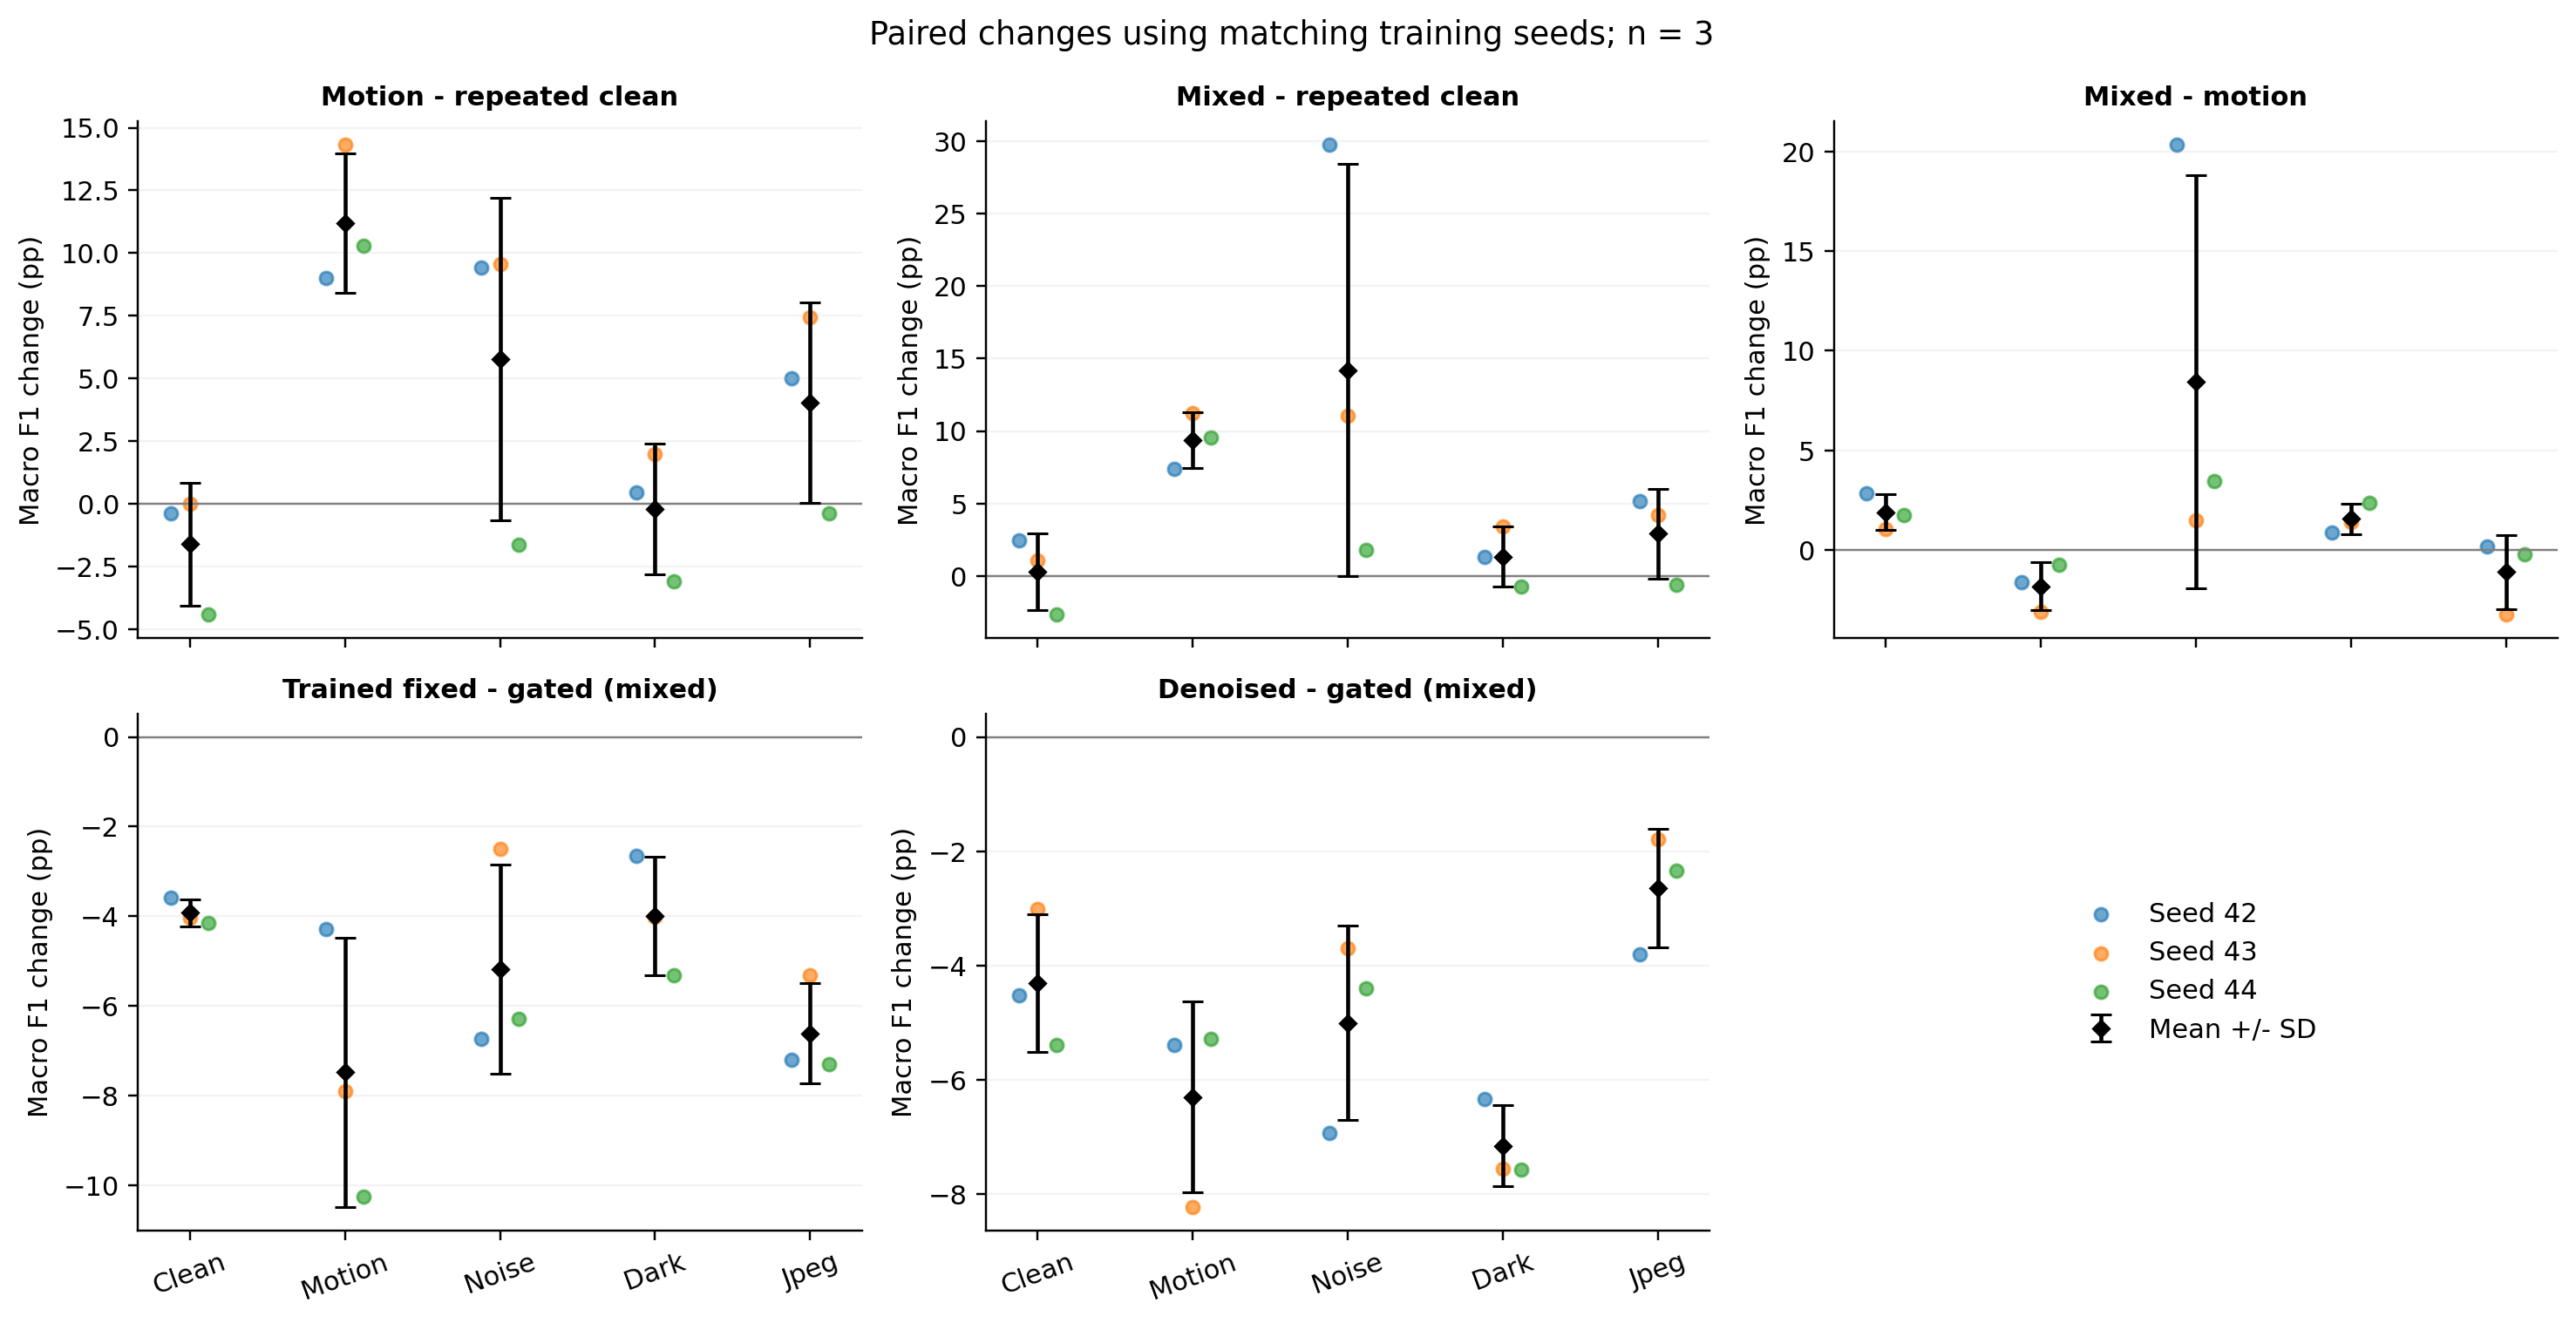 Paired changes using matching training seeds; n = 3
Motion - repeated clean
Macro F1 change (pp)
15.0
12.5
10.0
7.5
5.0
2.5
0.0
−2.5
−5.0
Mixed - repeated clean
Macro F1 change (pp)
30
25
20
15
10
5
0
Mixed - motion
Macro F1 change (pp)
20
15
10
5
0
Trained fixed - gated (mixed)
Macro F1 change (pp)
0
−2
−4
−6
−8
−10
Clean
Motion
Noise
Dark
Jpeg
Denoised - gated (mixed)
Macro F1 change (pp)
0
−2
−4
−6
−8
Clean
Motion
Noise
Dark
Jpeg
Seed 42
Seed 43
Seed 44
Mean +/- SD